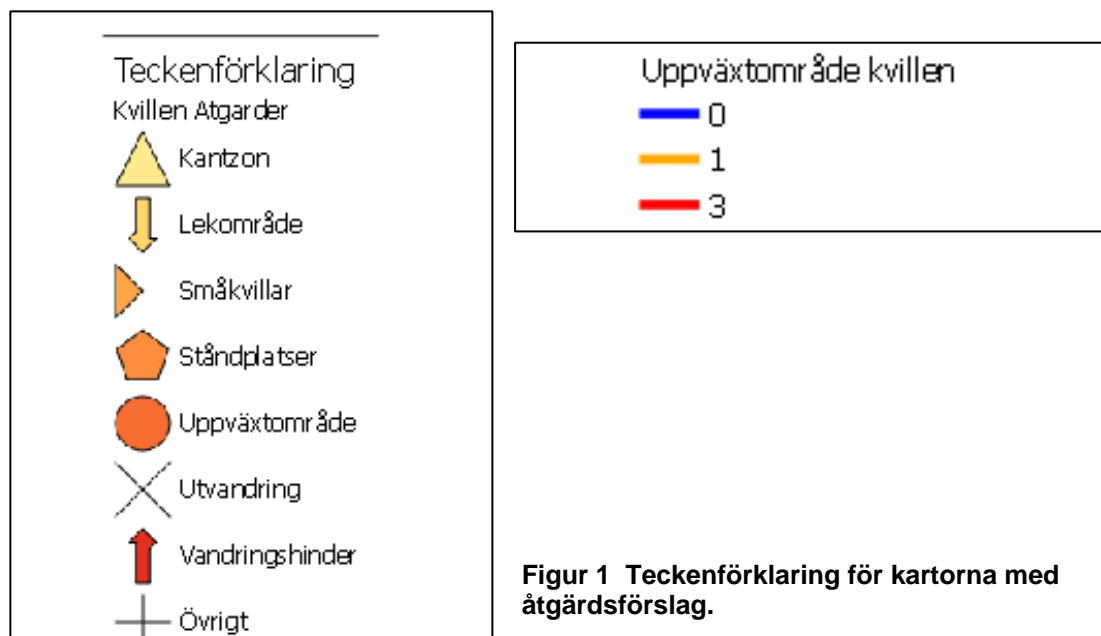 Teckenförklaring
Kvillen Atgarder
Kantzon
Lekområde
Småkvillar
Ståndplatser
Uppväxtområde
Utvandring
Vandringshinder
Övrigt
Uppväxtområde kvillen
0
1
3
Figur 1 Teckenförklaring för kartorna med
åtgärdsförslag.